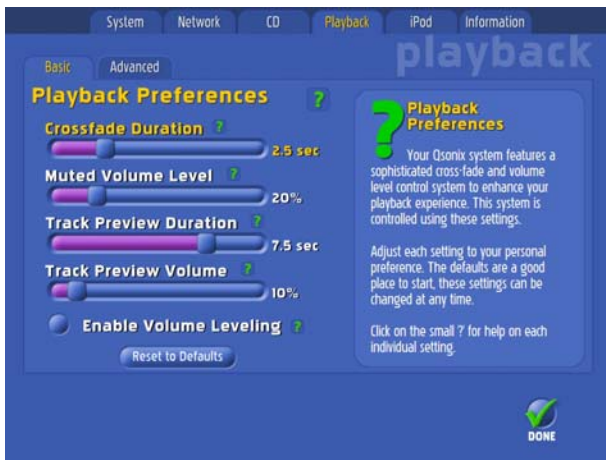 System Network CD Playback iPod Information
playback
Basic Advanced
Playback Preferences ?
Crossfade Duration ?
2.5 sec
Muted Volume Level ?
20%
Track Preview Duration ?
7.5 sec
Track Preview Volume ?
10%
Enable Volume Leveling ?
Reset to Defaults
? Playback
Preferences
Your Qsonix system features a
sophisticated cross-fade and volume
level control system to enhance your
playback experience. This system is
controlled using these settings.
Adjust each setting to your personal
preference. The defaults are a good
place to start, these settings can be
changed at any time.
Click on the small ? for help on each
individual setting.
DONE